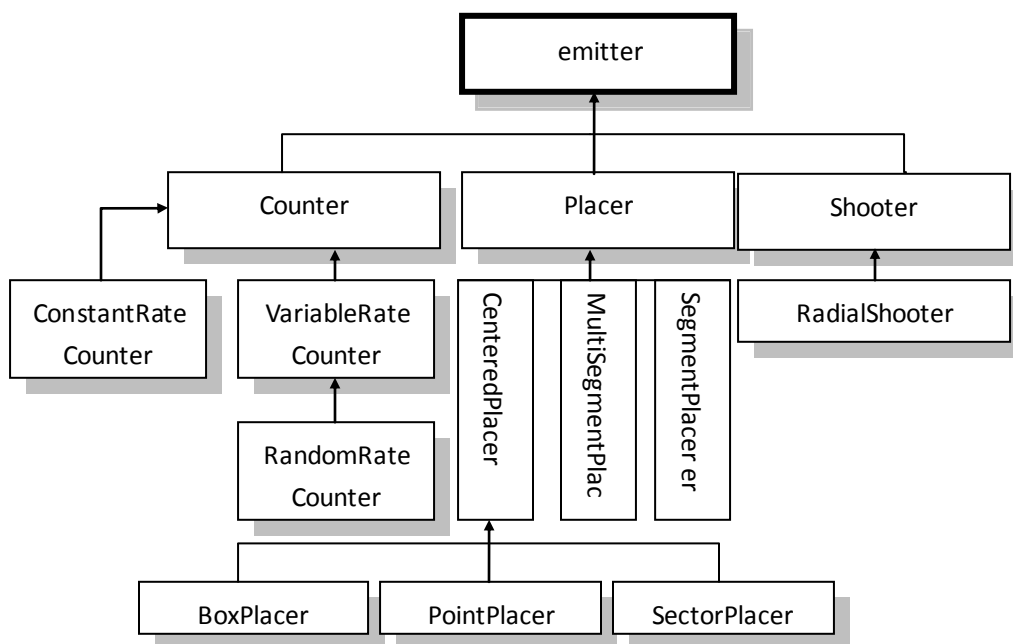 emitter
Counter
Placer
Shooter
ConstantRate
Counter
VariableRate
Counter
CenteredPlacer
MultiSegmentPlac
SegmentPlacer er
RadialShooter
RandomRate
Counter
BoxPlacer
PointPlacer
SectorPlacer